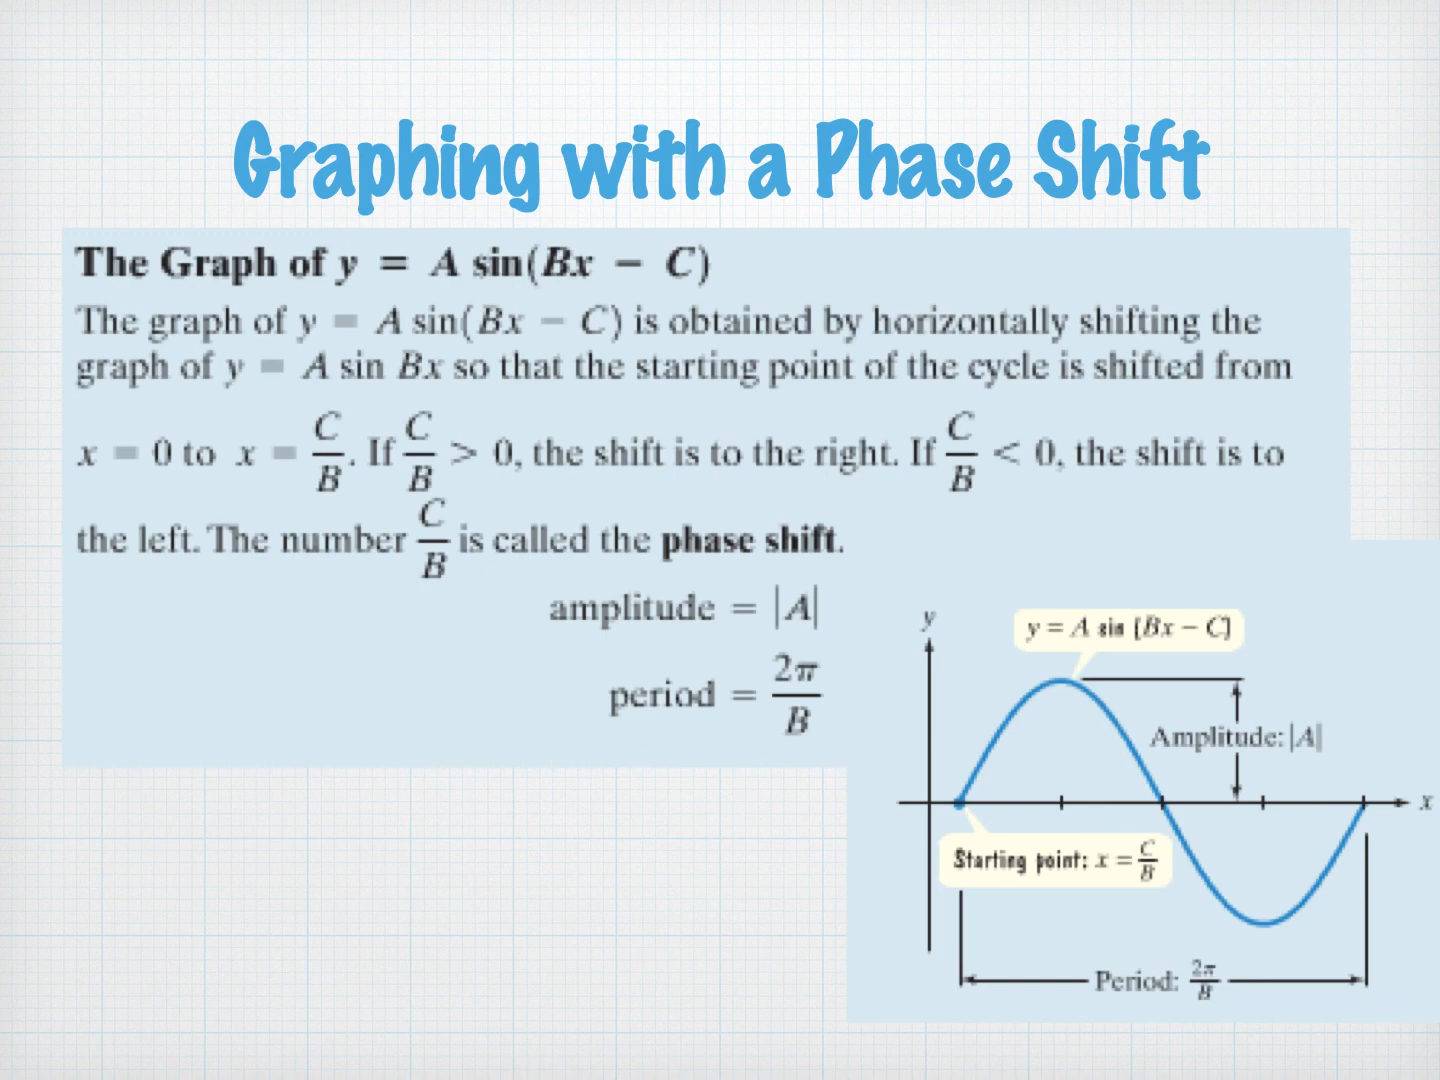 Graphing with a Phase Shift
The Graph of y = A sin(Bx − C)
The graph of y = A sin(Bx − C) is obtained by horizontally shifting the
graph of y = A sin Bx so that the starting point of the cycle is shifted from
x = 0 to x = C/B. If C/B > 0, the shift is to the right. If C/B < 0, the shift is to
the left. The number C/B is called the phase shift.
amplitude = |A|
period = 2π/B
y
y = A sin (Bx − C)
Amplitude: |A|
x
Starting point: x = C/B
Period: 2π/B